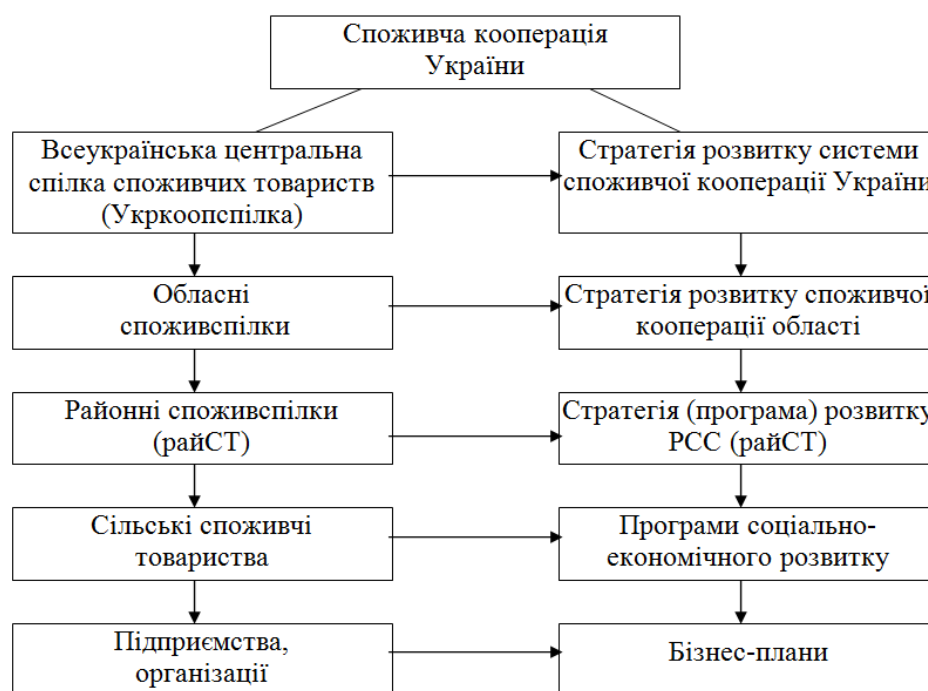 Споживча кооперація
України
Всеукраїнська центральна
спілка споживчих товариств
(Укркоопспілка)
Стратегія розвитку системи
споживчої кооперації України
Обласні
споживспілки
Стратегія розвитку споживчої
кооперації області
Районні споживспілки
(райСТ)
Стратегія (програма) розвитку
РСС (райСТ)
Сільські споживчі
товариства
Програми соціально-
економічного розвитку
Підприємства,
організації
Бізнес-плани